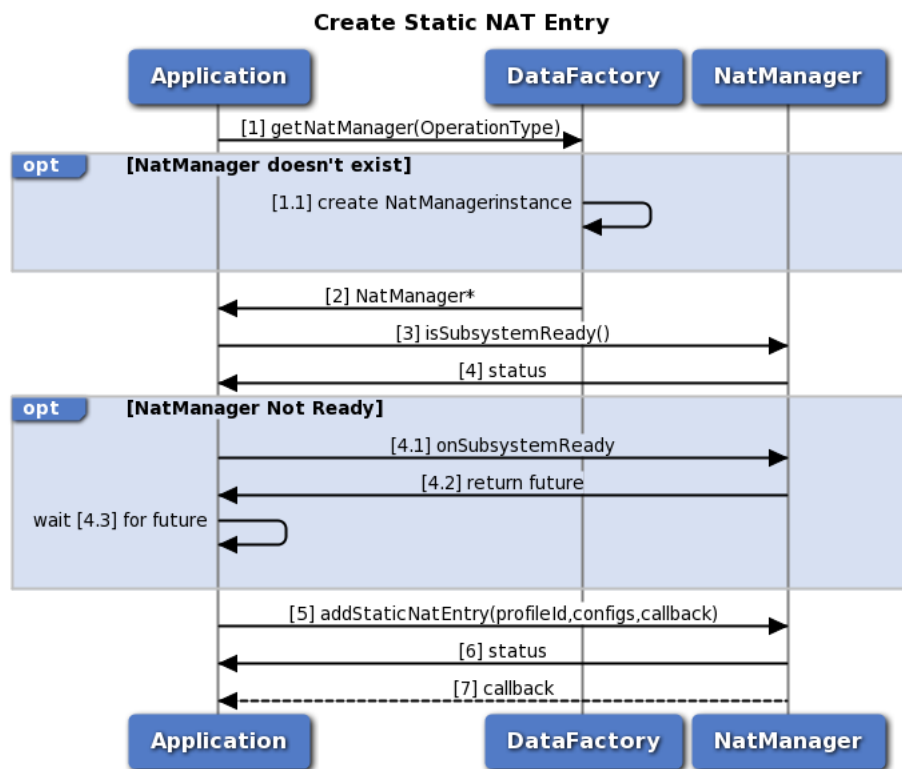 Create Static NAT Entry
Application DataFactory NatManager
[1] getNatManager(OperationType)
opt [NatManager doesn't exist]
[1.1] create NatManagerinstance
[2] NatManager*
[3] isSubsystemReady()
[4] status
opt [NatManager Not Ready]
[4.1] onSubsystemReady
[4.2] return future
wait [4.3] for future
[5] addStaticNatEntry(profileId,configs,callback)
[6] status
[7] callback
Application DataFactory NatManager